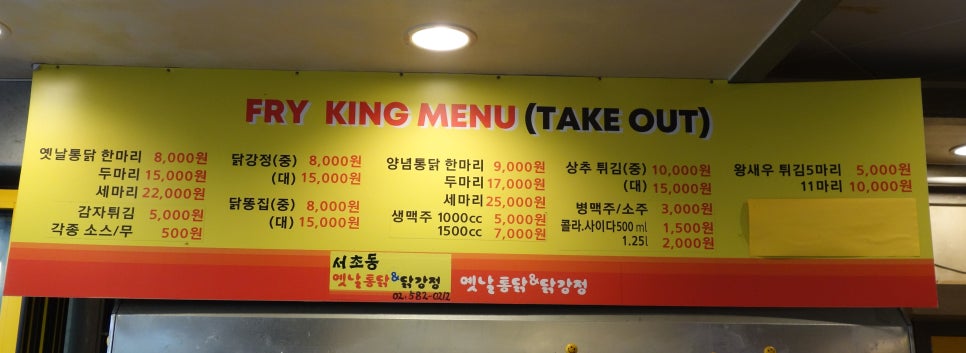 FRY KING MENU (TAKE OUT)
옛날통닭 한마리 8,000원
두마리 15,000원
세마리 22,000원
감자튀김 5,000원
각종 소스/무 500원
닭강정(중) 8,000원
(대) 15,000원
닭똥집(중) 8,000원
(대) 15,000원
양념통닭 한마리 9,000원
두마리 17,000원
세마리 25,000원
생맥주 1000cc 5,000원
1500cc 7,000원
상추 튀김(중) 10,000원
(대) 15,000원
병맥주/소주 3,000원
콜라.사이다500 ml 1,500원
1.25l 2,000원
왕새우 튀김5마리 5,000원
11마리 10,000원
서초동
옛날통닭&닭강정
02.582-0212
옛날통닭&닭강정